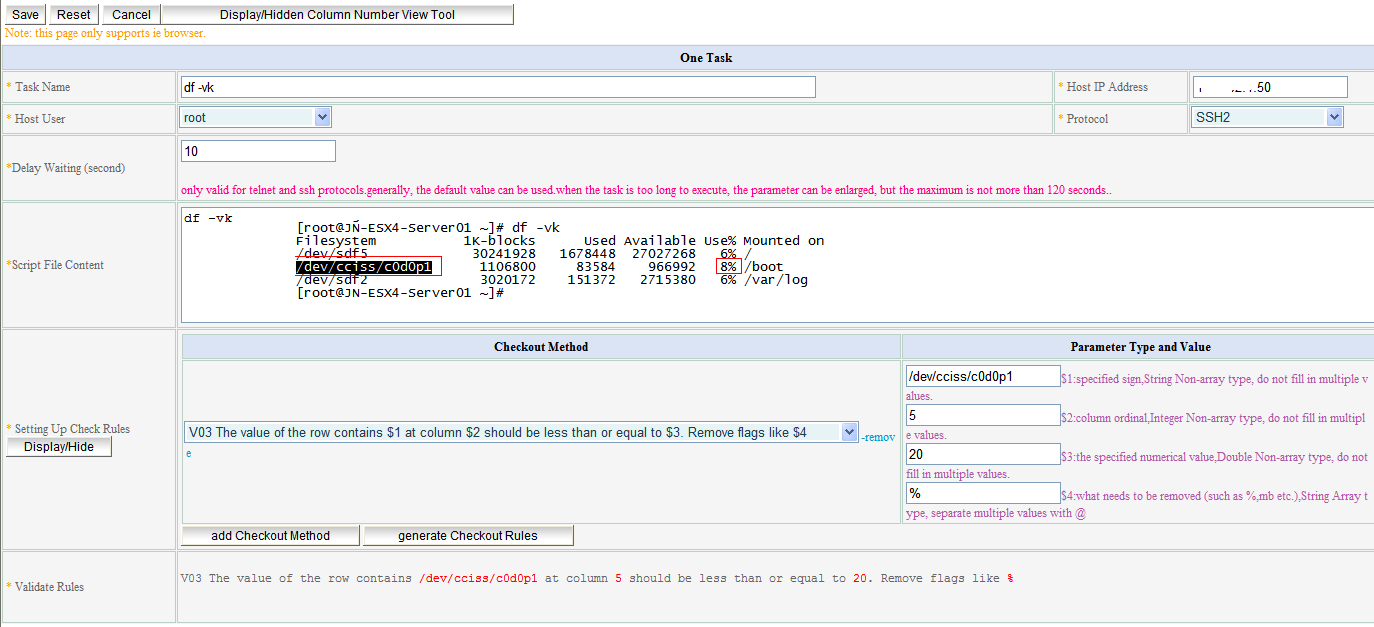 Save Reset Cancel Display/Hidden Column Number View Tool
Note: this page only supports ie browser.
One Task
* Task Name df -vk * Host IP Address .50
* Host User root * Protocol SSH2
*Delay Waiting (second) 10
only valid for telnet and ssh protocols.generally, the default value can be used.when the task is too long to execute, the parameter can be enlarged, but the maximum is not more than 120 seconds..
*Script File Content
df -vk
[root@JN-ESX4-Server01 ~]# df -vk
Filesystem 1K-blocks Used Available Use% Mounted on
/dev/sdf5 30241928 1678448 27027268 6% /
/dev/cciss/c0d0p1 1106800 83584 966992 8% /boot
/dev/sdf2 3020172 151372 2715380 6% /var/log
[root@JN-ESX4-Server01 ~]#
* Setting Up Check Rules
Display/Hide
Checkout Method
V03 The value of the row contains $1 at column $2 should be less than or equal to $3. Remove flags like $4 -remov
e
Parameter Type and Value
/dev/cciss/c0d0p1 $1:specified sign,String Non-array type, do not fill in multiple v
alues.
5 $2:column ordinal,Integer Non-array type, do not fill in multipl
e values.
20 $3:the specified numerical value,Double Non-array type, do not
fill in multiple values.
% $4:what needs to be removed (such as %,mb etc.),String Array t
ype, separate multiple values with @
add Checkout Method generate Checkout Rules
* Validate Rules V03 The value of the row contains /dev/cciss/c0d0p1 at column 5 should be less than or equal to 20. Remove flags like %